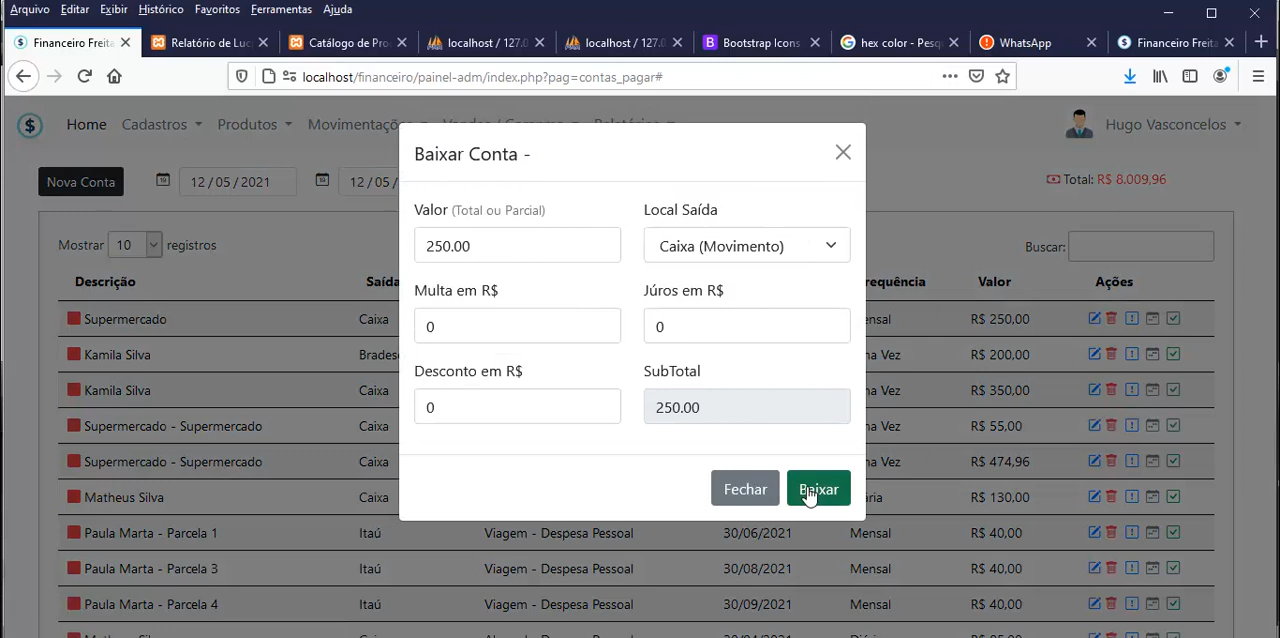 Arquivo Editar Exibir Histórico Favoritos Ferramentas Ajuda
Financeiro Freita Relatório de Luc Catálogo de Pro localhost / 127.0 localhost / 127.0 Bootstrap Icons hex color - Pesq WhatsApp Financeiro Freita
localhost/financeiro/painel-adm/index.php?pag=contas_pagar#
Home Cadastros Produtos Movimentações Vendas / Compras Relatórios Hugo Vasconcelos
Nova Conta 12/05/2021 12/05/ Total: R$ 8.009,96
Mostrar 10 registros Buscar:
Descrição Saída requência Valor Ações
Supermercado Caixa ensal R$ 250,00
Kamila Silva Brades na Vez R$ 200,00
Kamila Silva Caixa na Vez R$ 350,00
Supermercado - Supermercado Caixa na Vez R$ 55,00
Supermercado - Supermercado Caixa na Vez R$ 474,96
Matheus Silva Caixa ária R$ 130,00
Paula Marta - Parcela 1 Itaú Viagem - Despesa Pessoal 30/06/2021 Mensal R$ 40,00
Paula Marta - Parcela 3 Itaú Viagem - Despesa Pessoal 30/08/2021 Mensal R$ 40,00
Paula Marta - Parcela 4 Itaú Viagem - Despesa Pessoal 30/09/2021 Mensal R$ 40,00
Baixar Conta -
Valor (Total ou Parcial) Local Saída
250.00 Caixa (Movimento)
Multa em R$ Júros em R$
0 0
Desconto em R$ SubTotal
0 250.00
Fechar Baixar